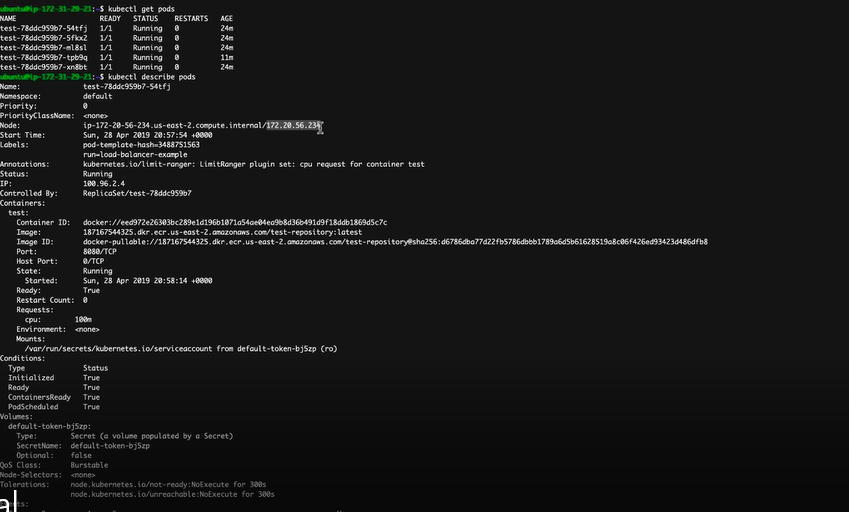 ubuntu@ip-172-31-29-21:~$ kubectl get pods
NAME READY STATUS RESTARTS AGE
test-78ddc959b7-54tfj 1/1 Running 0 24m
test-78ddc959b7-5fkx2 1/1 Running 0 24m
test-78ddc959b7-ml8sl 1/1 Running 0 24m
test-78ddc959b7-tpb9q 1/1 Running 0 11m
test-78ddc959b7-xn8bt 1/1 Running 0 24m
ubuntu@ip-172-31-29-21:~$ kubectl describe pods
Name: test-78ddc959b7-54tfj
Namespace: default
Priority: 0
PriorityClassName: <none>
Node: ip-172-20-56-234.us-east-2.compute.internal/172.20.56.234
Start Time: Sun, 28 Apr 2019 20:57:54 +0000
Labels: pod-template-hash=3488751563
run=load-balancer-example
Annotations: kubernetes.io/limit-ranger: LimitRanger plugin set: cpu request for container test
Status: Running
IP: 100.96.2.4
Controlled By: ReplicaSet/test-78ddc959b7
Containers:
test:
Container ID: docker://eed972e26303bc289e1d196b1071a54ae04ea9b8d36b491d9f18ddb1869d5c7c
Image: 187167544325.dkr.ecr.us-east-2.amazonaws.com/test-repository:latest
Image ID: docker-pullable://187167544325.dkr.ecr.us-east-2.amazonaws.com/test-repository@sha256:d6786dba77d22fb5786dbbb1789a6d5b61628519a8c06f426ed93423d486dfb8
Port: 8080/TCP
Host Port: 0/TCP
State: Running
Started: Sun, 28 Apr 2019 20:58:14 +0000
Ready: True
Restart Count: 0
Requests:
cpu: 100m
Environment: <none>
Mounts:
/var/run/secrets/kubernetes.io/serviceaccount from default-token-bj5zp (ro)
Conditions:
Type Status
Initialized True
Ready True
ContainersReady True
PodScheduled True
Volumes:
default-token-bj5zp:
Type: Secret (a volume populated by a Secret)
SecretName: default-token-bj5zp
Optional: false
QoS Class: Burstable
Node-Selectors: <none>
Tolerations: node.kubernetes.io/not-ready:NoExecute for 300s
node.kubernetes.io/unreachable:NoExecute for 300s
al